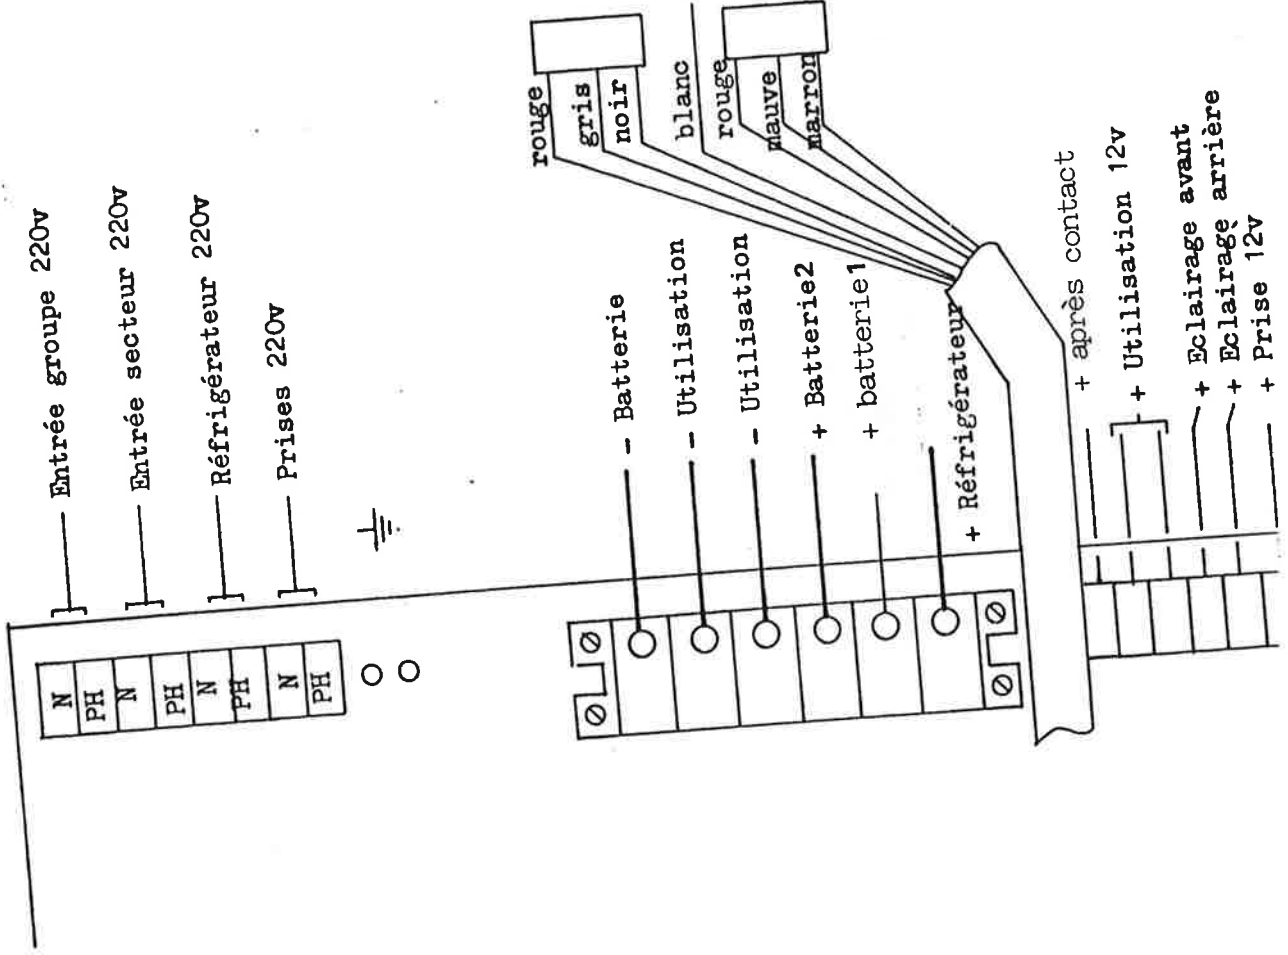 Entrée groupe 220v
Entrée secteur 220v
Réfrigérateur 220v
Prises 220v
N
PH
N
PH
N
PH
N
PH
rouge
gris
noir
blanc
rouge
mauve
marron
- Batterie
- Utilisation
- Utilisation
+ Batterie2
+ batterie1
+ Réfrigérateur
+ après contact
+ Utilisation 12v
+ Eclairage avant
+ Eclairage arrière
+ Prise 12v